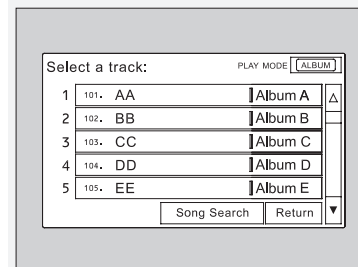 Select a track: PLAY MODE ALBUM
1 101. AA Album A △
2 102. BB Album B
3 103. CC Album C
4 104. DD Album D
5 105. EE Album E
Song Search Return ▼